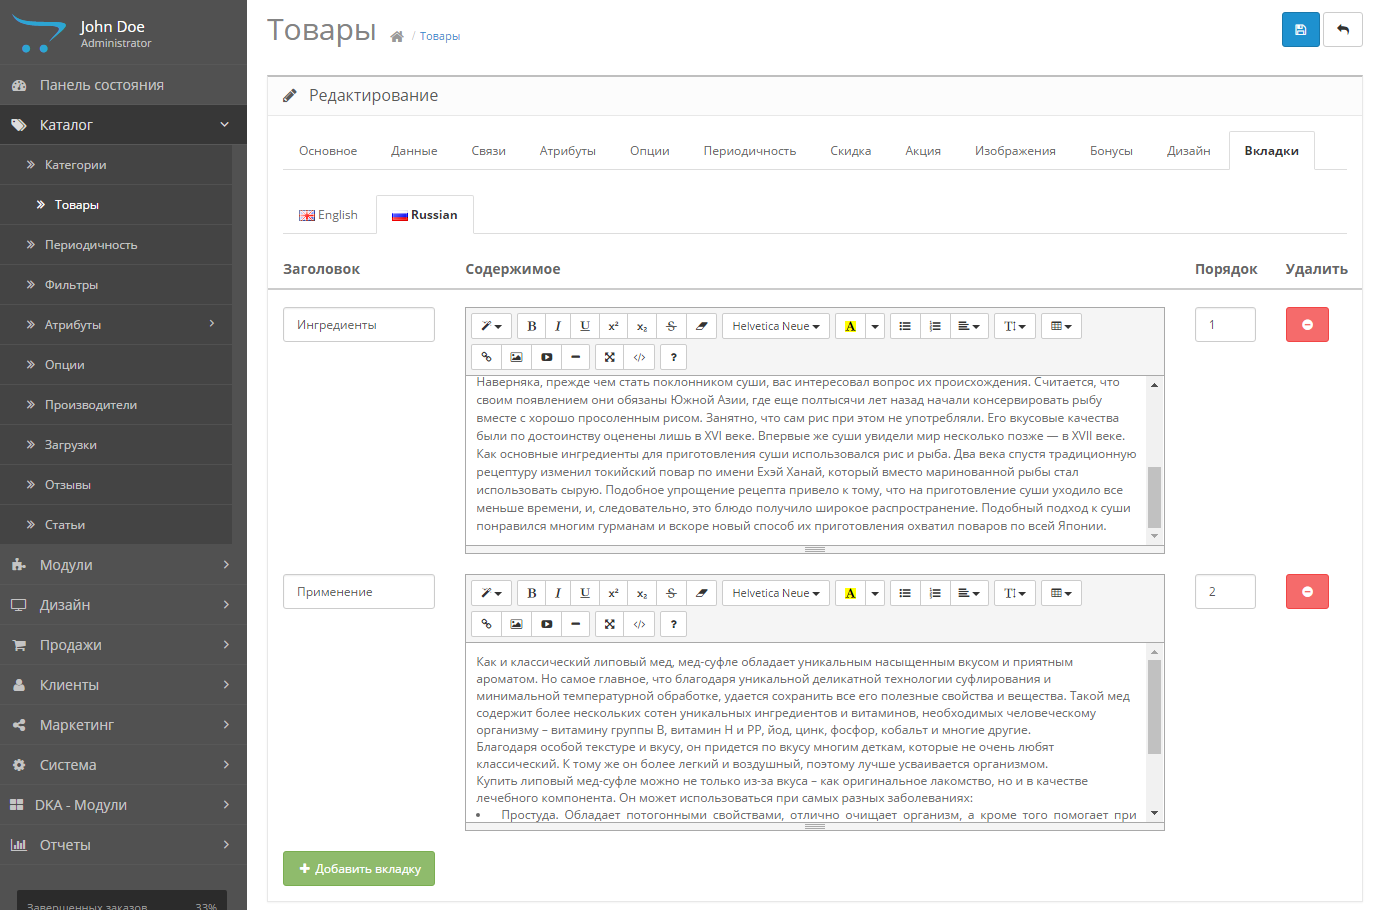 John Doe
Administrator
Панель состояния
Каталог
Категории
Товары
Периодичность
Фильтры
Атрибуты
Опции
Производители
Загрузки
Отзывы
Статьи
Модули
Дизайн
Продажи
Клиенты
Маркетинг
Система
DKA - Модули
Отчеты
Завершенных заказов 33%
Товары / Товары
Редактирование
Основное Данные Связи Атрибуты Опции Периодичность Скидка Акция Изображения Бонусы Дизайн Вкладки
English Russian
Заголовок Содержимое Порядок Удалить
Ингредиенты
B I U x² x₂ S Helvetica Neue A T </> ?
1
Наверняка, прежде чем стать поклонником суши, вас интересовал вопрос их происхождения. Считается, что
своим появлением они обязаны Южной Азии, где еще полтысячи лет назад начали консервировать рыбу
вместе с хорошо просоленным рисом. Занятно, что сам рис при этом не употребляли. Его вкусовые качества
были по достоинству оценены лишь в XVI веке. Впервые же суши увидели мир несколько позже — в XVII веке.
Как основные ингредиенты для приготовления суши использовался рис и рыба. Два века спустя традиционную
рецептуру изменил токийский повар по имени Ехэй Ханай, который вместо маринованной рыбы стал
использовать сырую. Подобное упрощение рецепта привело к тому, что на приготовление суши уходило все
меньше времени, и, следовательно, это блюдо получило широкое распространение. Подобный подход к суши
понравился многим гурманам и вскоре новый способ их приготовления охватил поваров по всей Японии.
Применение
B I U x² x₂ S Helvetica Neue A T </> ?
2
Как и классический липовый мед, мед-суфле обладает уникальным насыщенным вкусом и приятным
ароматом. Но самое главное, что благодаря уникальной деликатной технологии суфлирования и
минимальной температурной обработке, удается сохранить все его полезные свойства и вещества. Такой мед
содержит более нескольких сотен уникальных ингредиентов и витаминов, необходимых человеческому
организму – витамину группы В, витамин Н и РР, йод, цинк, фосфор, кобальт и многие другие.
Благодаря особой текстуре и вкусу, он придется по вкусу многим деткам, которые не очень любят
классический. К тому же он более легкий и воздушный, поэтому лучше усваивается организмом.
Купить липовый мед-суфле можно не только из-за вкуса – как оригинальное лакомство, но и в качестве
лечебного компонента. Он может использоваться при самых разных заболеваниях:
• Простуда. Обладает потогонными свойствами, отлично очищает организм, а кроме того помогает при
Добавить вкладку